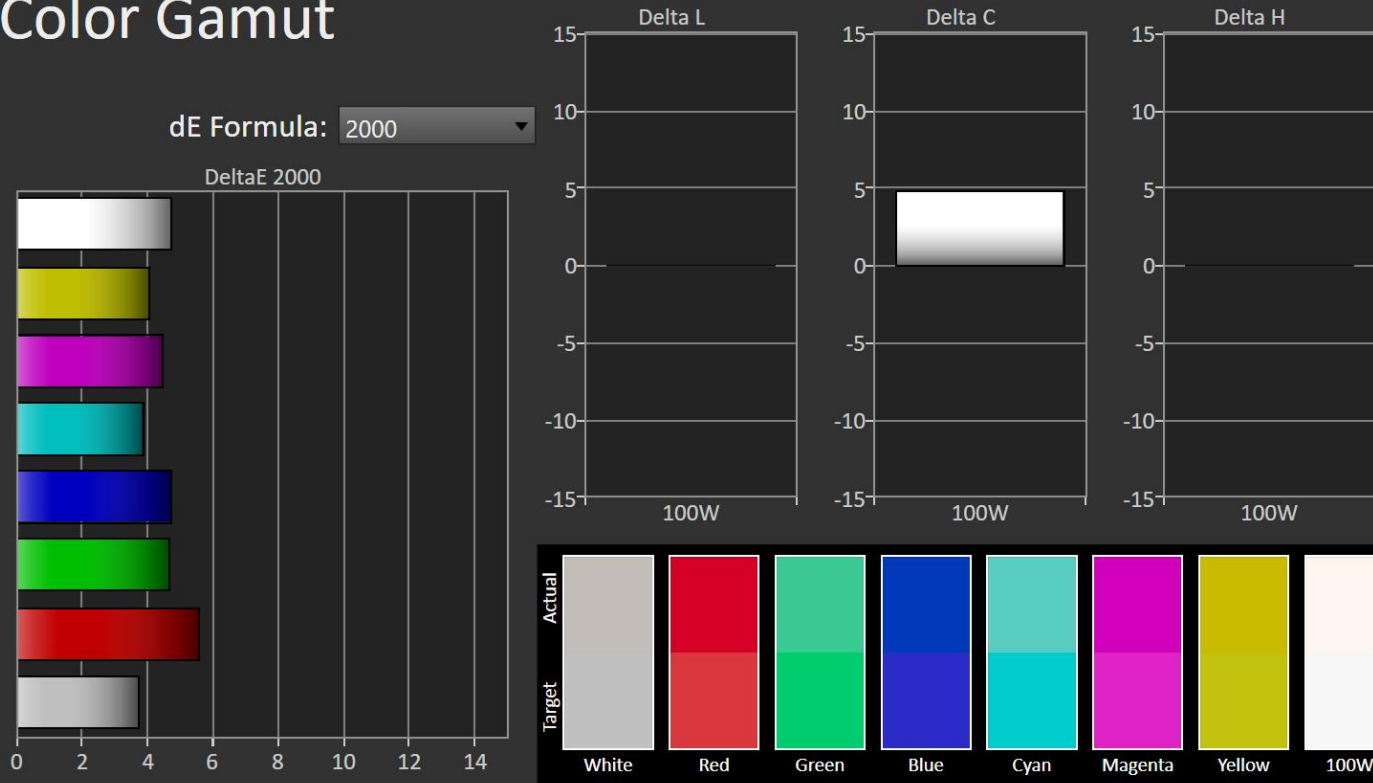 Color Gamut
dE Formula: 2000
DeltaE 2000
0 2 4 6 8 10 12 14
Delta L
15
10
5
0
-5
-10
-15
100W
Delta C
15
10
5
0
-5
-10
-15
100W
Delta H
15
10
5
0
-5
-10
-15
100W
Actual
Target
White Red Green Blue Cyan Magenta Yellow 100W